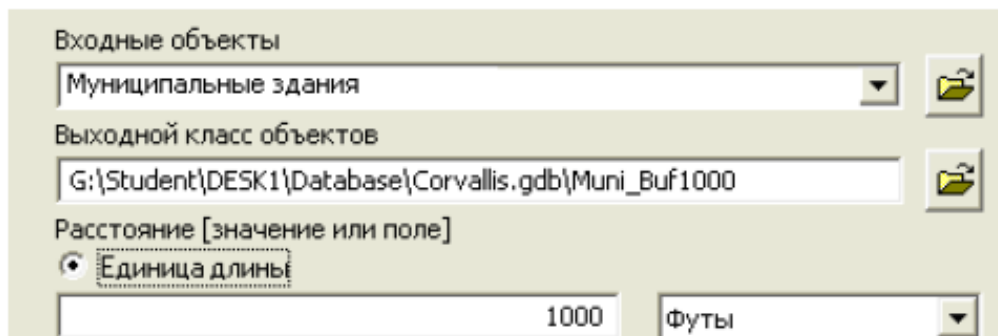 Входные объекты
Муниципальные здания
Выходной класс объектов
G:\Student\DESK1\Database\Corvallis.gdb\Muni_Buf1000
Расстояние [значение или поле]
Единица длины
1000 Футы